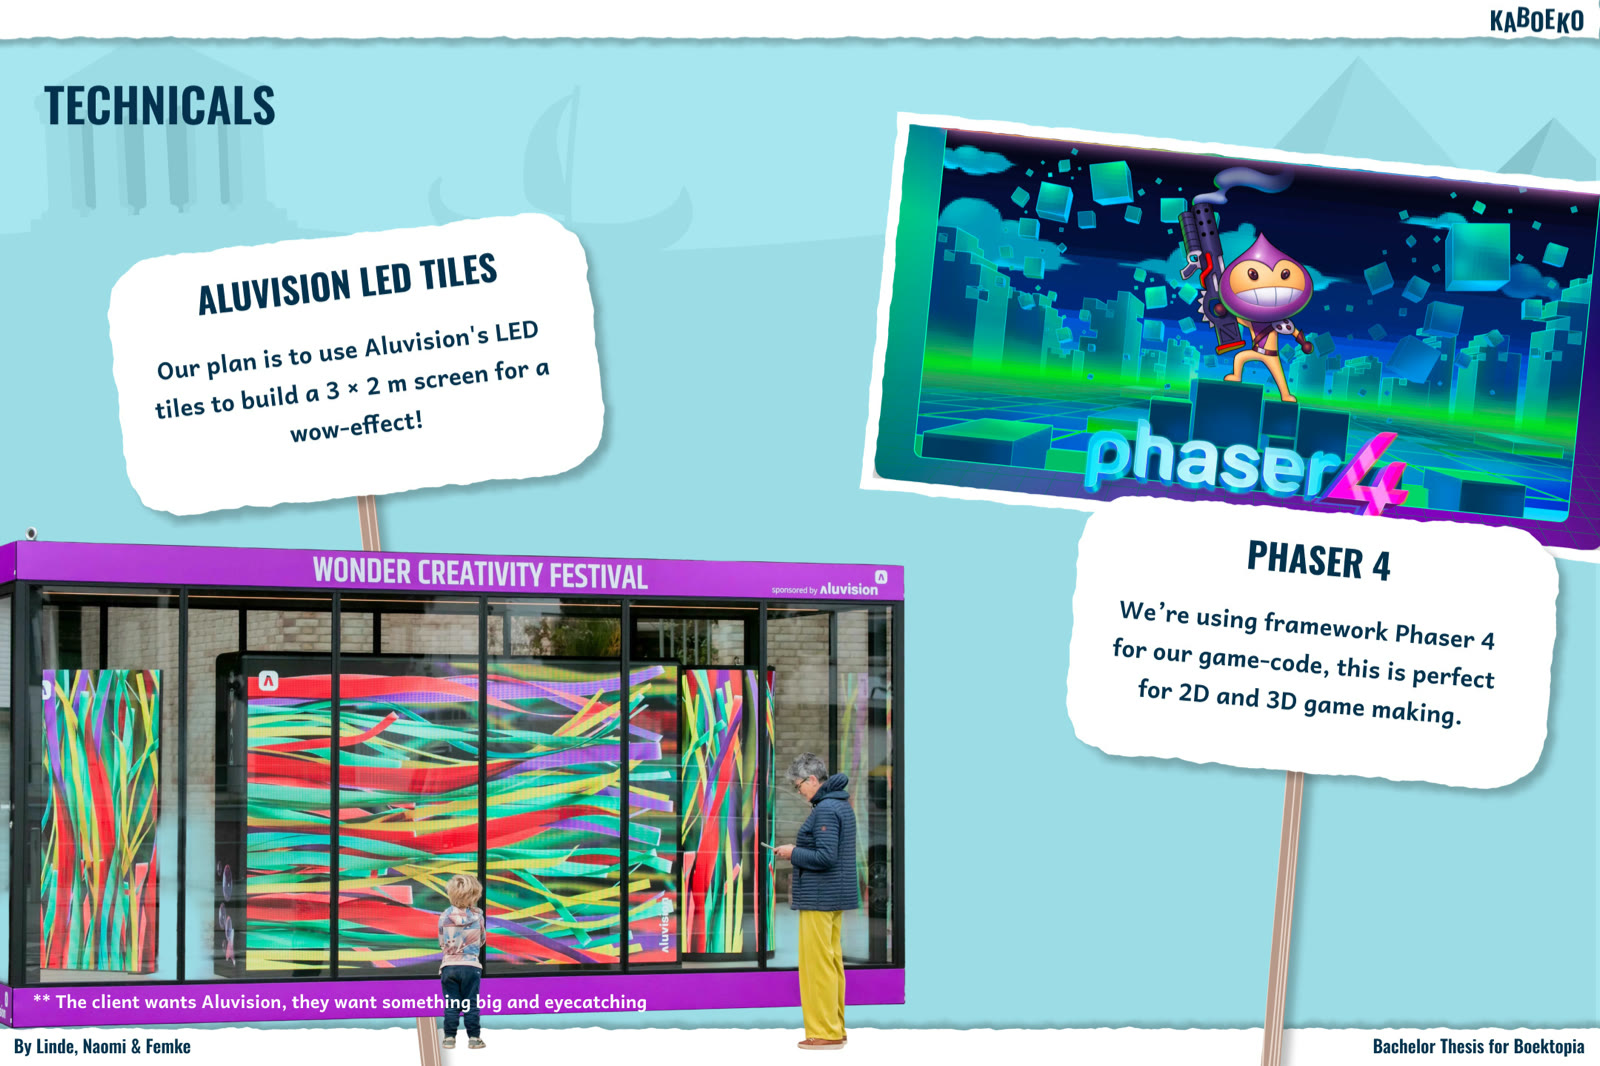 KABOEKO
TECHNICALS
ALUVISION LED TILES
Our plan is to use Aluvision's LED
tiles to build a 3 × 2 m screen for a
wow-effect!
phaser 4
PHASER 4
We’re using framework Phaser 4
for our game-code, this is perfect
for 2D and 3D game making.
WONDER CREATIVITY FESTIVAL
sponsored by aluvision
aluvision
** The client wants Aluvision, they want something big and eyecatching
By Linde, Naomi & Femke
Bachelor Thesis for Boektopia